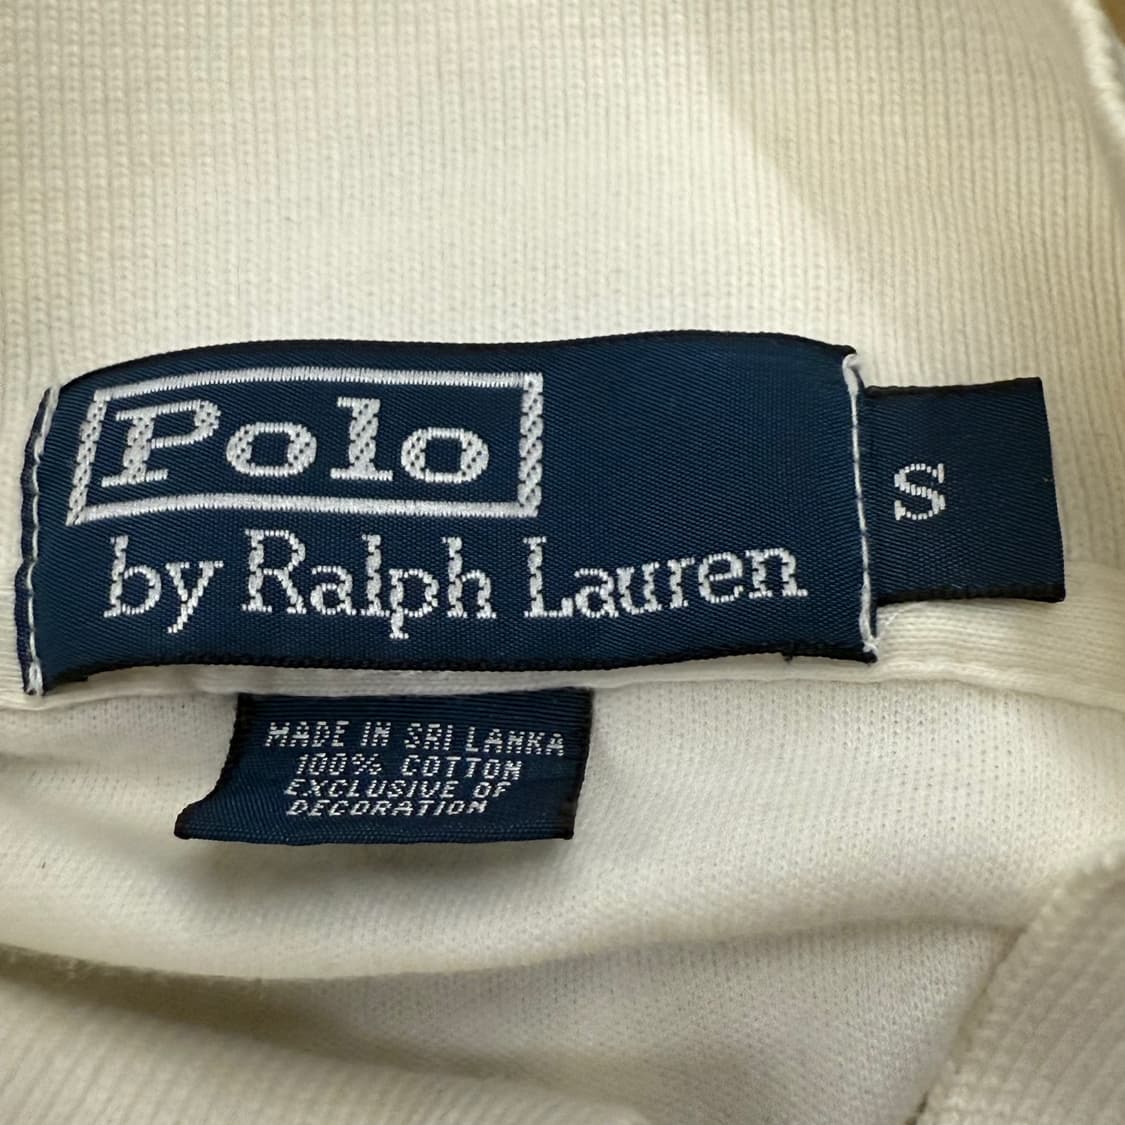 Polo
by Ralph Lauren
S
MADE IN SRI LANKA
100% COTTON
EXCLUSIVE OF
DECORATION